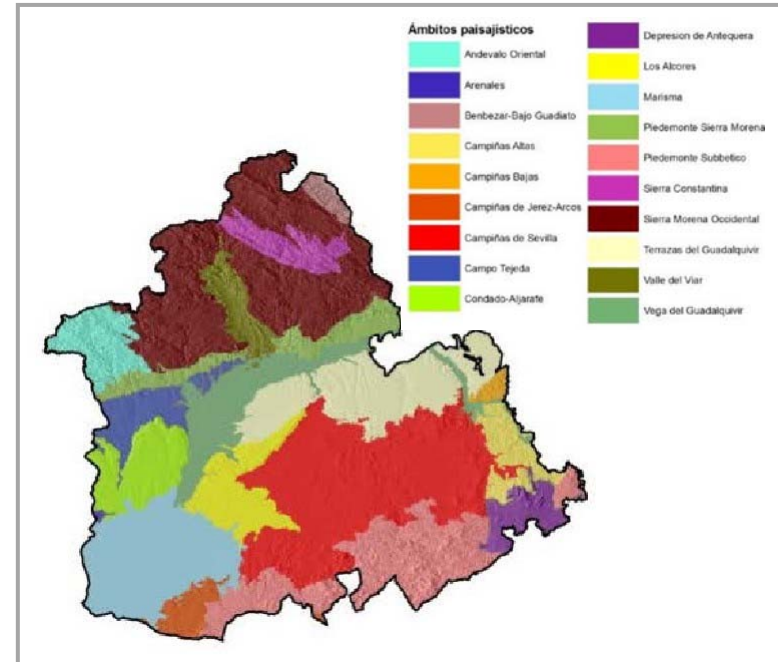 Ámbitos paisajísticos
Andevalo Oriental
Arenales
Benbezar-Bajo Guadiato
Campiñas Altas
Campiñas Bajas
Campiñas de Jerez-Arcos
Campiñas de Sevilla
Campo Tejeda
Condado-Aljarafe
Depresion de Antequera
Los Alcores
Marisma
Piedemonte Sierra Morena
Piedemonte Subbetico
Sierra Constantina
Sierra Morena Occidental
Terrazas del Guadalquivir
Valle del Viar
Vega del Guadalquivir